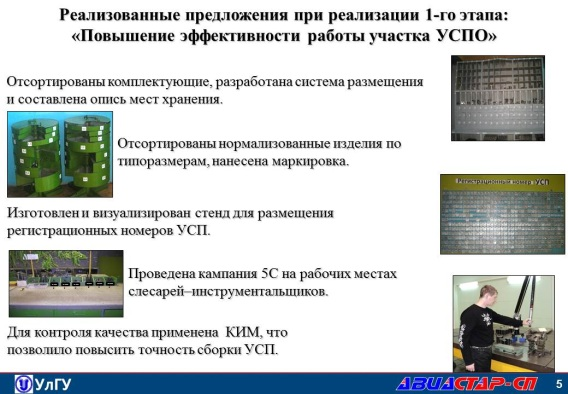 Реализованные предложения при реализации 1-го этапа:
«Повышение эффективности работы участка УСПО»
Отсортированы комплектующие, разработана система размещения
и составлена опись мест хранения.
Отсортированы нормализованные изделия по
типоразмерам, нанесена маркировка.
Регистрационный номер УСП
Изготовлен и визуализирован стенд для размещения
регистрационных номеров УСП.
Проведена кампания 5С на рабочих местах
слесарей–инструментальщиков.
Для контроля качества применена КИМ, что
позволило повысить точность сборки УСП.
УлГУ
АВИАСТАР-СП
5